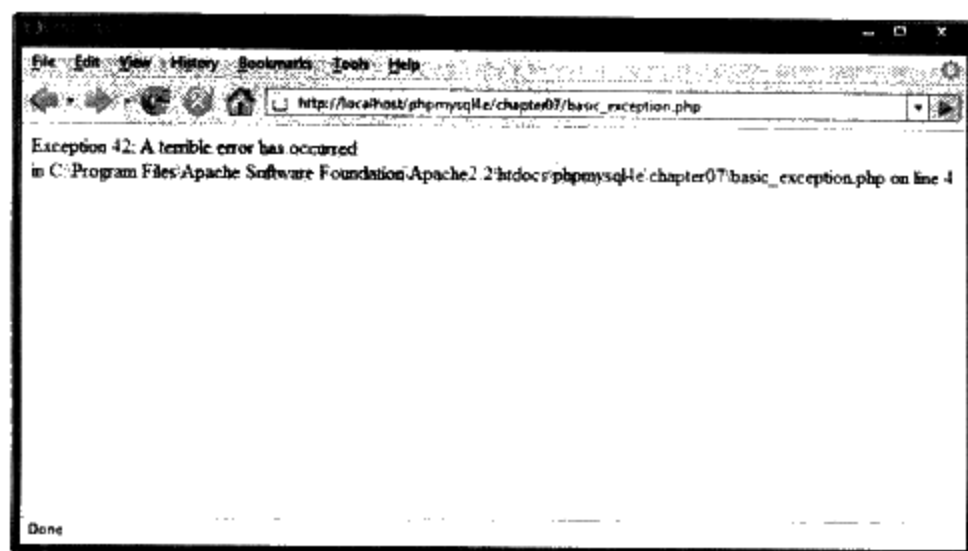 File Edit View History Bookmarks Tools Help
http://localhost/phpmysql4e/chapter07/basic_exception.php
Exception 42: A terrible error has occurred
in C:\Program Files\Apache Software Foundation\Apache2.2\htdocs\phpmysql4e\chapter07\basic_exception.php on line 4
Done